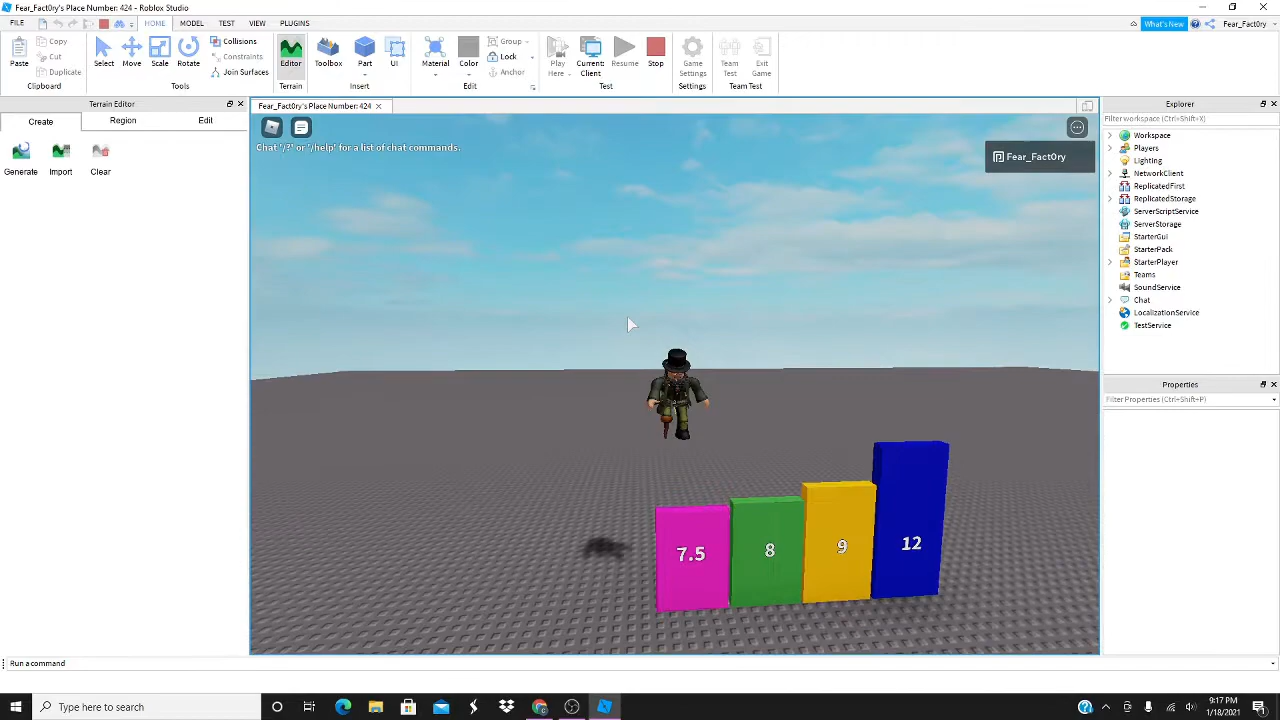 Fear_Fact0ry's Place Number: 424 - Roblox Studio
FILE HOME MODEL TEST VIEW PLUGINS What's New Fear_Fact0ry
Paste Copy Cut Duplicate
Clipboard
Select Move Scale Rotate Collisions Constraints Join Surfaces
Tools
Editor
Terrain
Toolbox Part UI
Insert
Material Color Group Lock Anchor
Edit
Play Here Current: Client Resume Stop
Test
Game Settings
Settings
Team Test Exit Game
Team Test
Terrain Editor
Create Region Edit
Generate Import Clear
Fear_Fact0ry's Place Number: 424
Chat '/?' or '/help' for a list of chat commands.
Fear_Fact0ry
7.5 8 9 12
Explorer
Filter workspace (Ctrl+Shift+X)
Workspace
Players
Lighting
NetworkClient
ReplicatedFirst
ReplicatedStorage
ServerScriptService
ServerStorage
StarterGui
StarterPack
StarterPlayer
Teams
SoundService
Chat
LocalizationService
TestService
Properties
Filter Properties (Ctrl+Shift+P)
Run a command
Type here to search
9:17 PM
1/18/2021